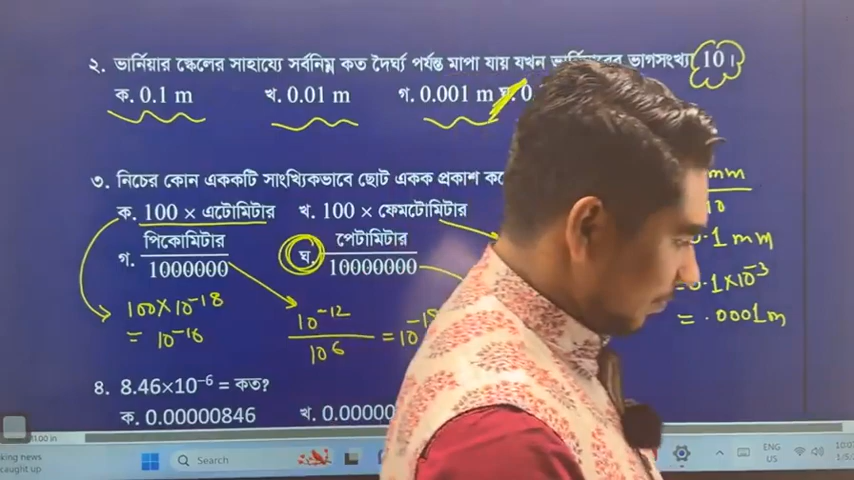 ২. ভার্নিয়ার স্কেলের সাহায্যে সর্বনিম্ন কত দৈর্ঘ্য পর্যন্ত মাপা যায় যখন ভাগসংখ্যা 10।
ক. 0.1 m খ. 0.01 m গ. 0.001 m ঘ.
৩. নিচের কোন এককটি সাংখ্যিকভাবে ছোট একক প্রকাশ
ক. 100 × এটোমিটার খ. 100 × ফেমটোমিটার
গ. পিকোমিটার / 1000000 ঘ. পেটামিটার / 10000000
mm
10
0.1 mm
= 0.1×10⁻³
= .0001m
100×10⁻¹⁸
= 10⁻¹⁶
10⁻¹² / 10⁶ = 10⁻¹⁸
8. 8.46×10⁻⁶ = কত?
ক. 0.00000846 খ. 0.00000
Search
ENG
US